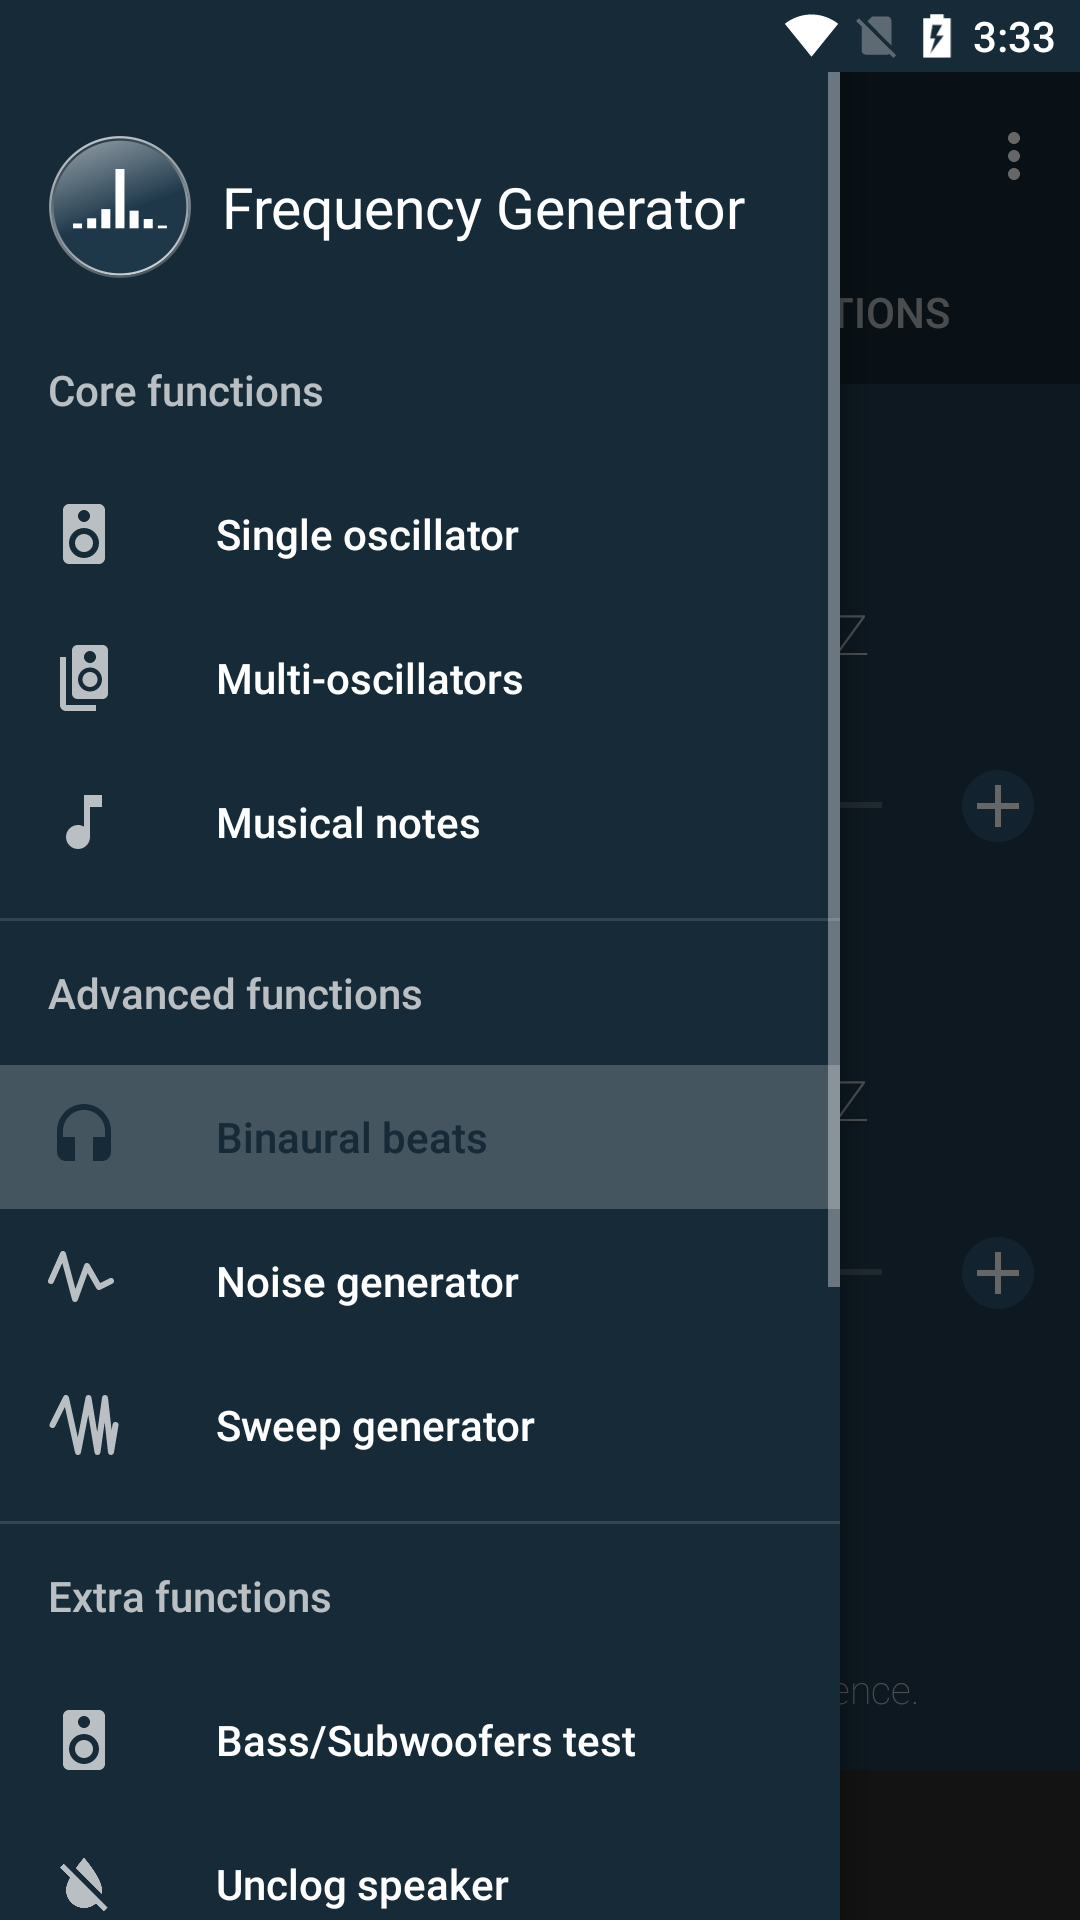 3:33
Frequency Generator
TIONS
Core functions
Single oscillator
Z
Multi-oscillators
Musical notes
Advanced functions
Binaural beats
Z
Noise generator
Sweep generator
Extra functions
ence.
Bass/Subwoofers test
Unclog speaker